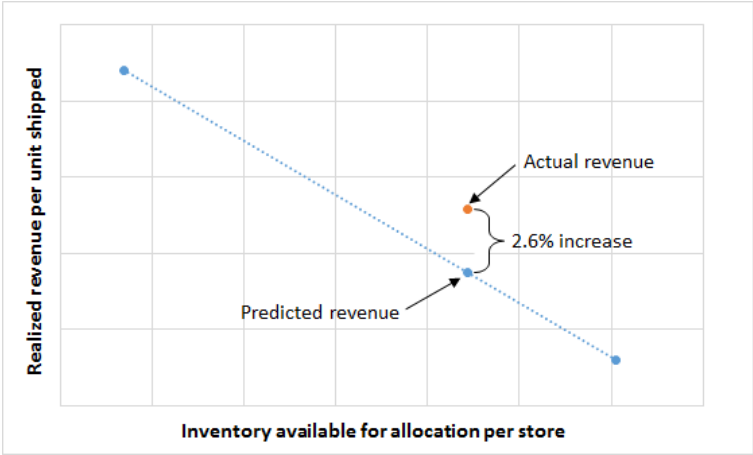 Realized revenue per unit shipped
Actual revenue
2.6% increase
Predicted revenue
Inventory available for allocation per store